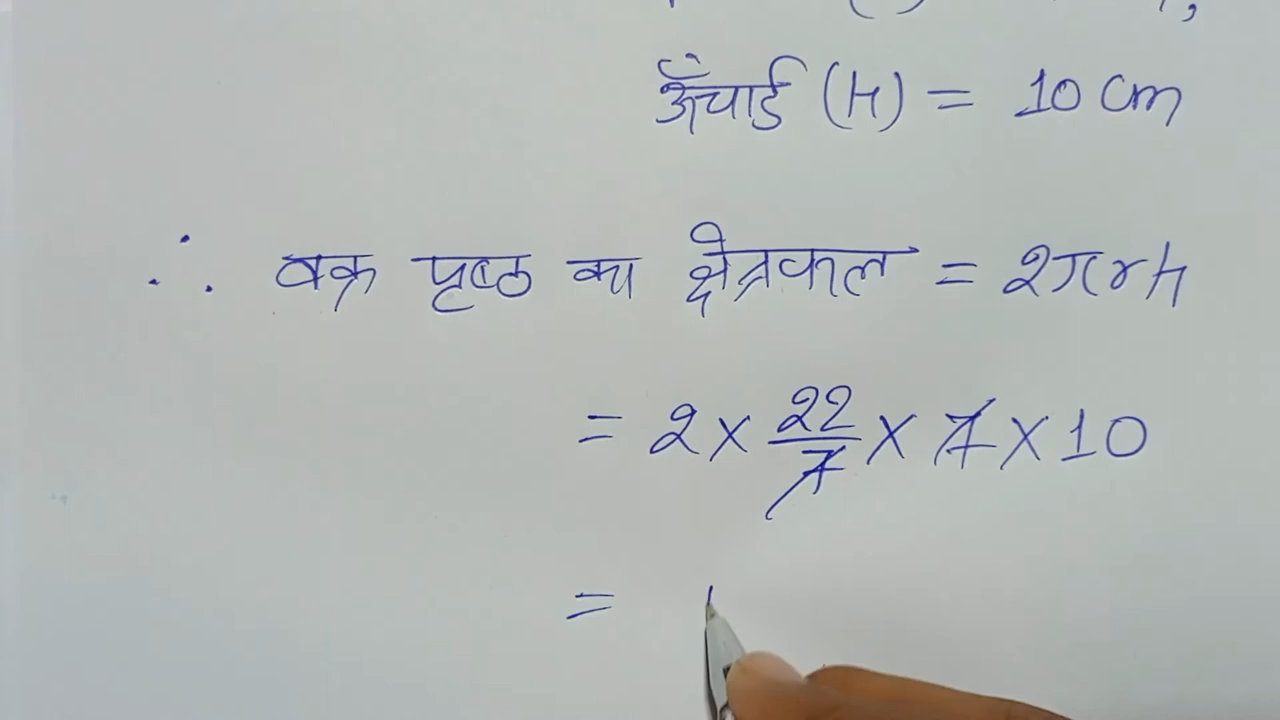 ऊँचाई (h) = 10 cm
∴ वक्र पृष्ठ का क्षेत्रफल = 2πrh
= 2 × 22/7 × 7 × 10
=